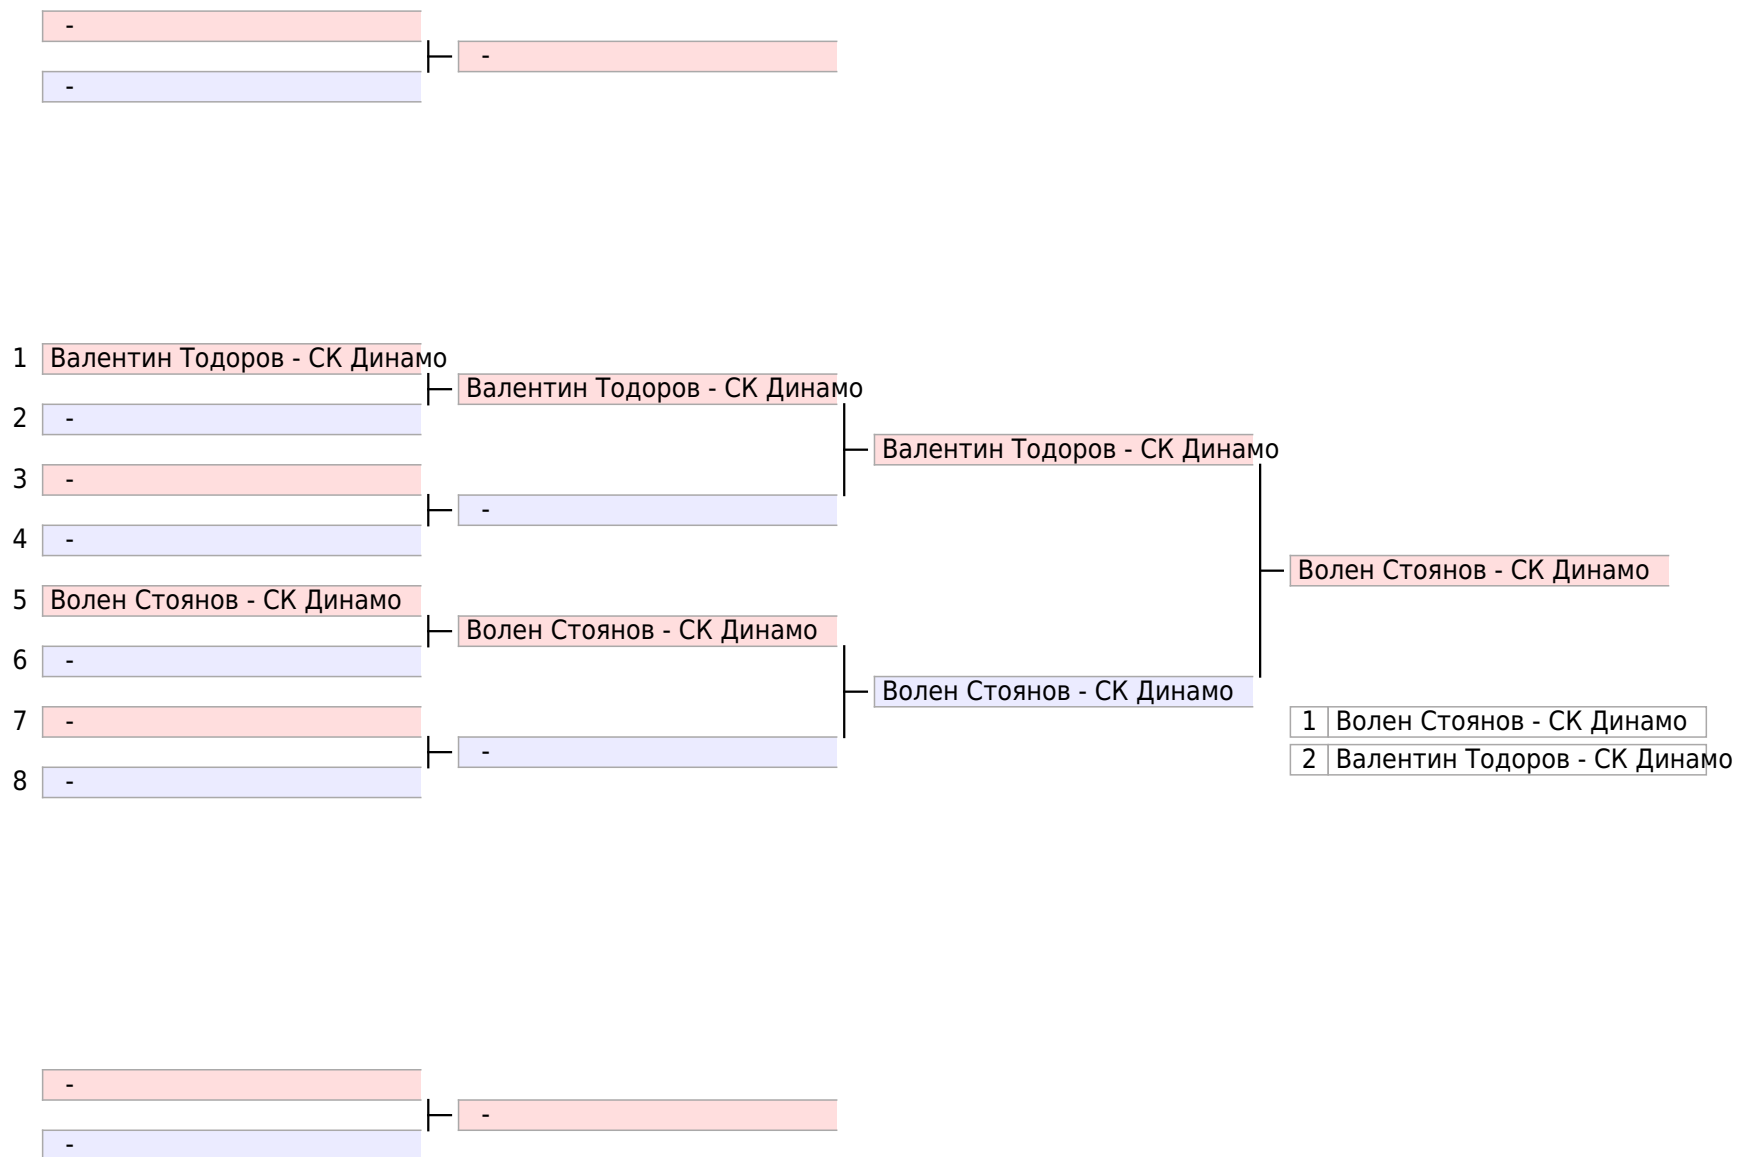 -
-
-
1 Валентин Тодоров - СК Динамо
Валентин Тодоров - СК Динамо
2 -
Валентин Тодоров - СК Динамо
3 -
-
4 -
Волен Стоянов - СК Динамо
5 Волен Стоянов - СК Динамо
Волен Стоянов - СК Динамо
6 -
Волен Стоянов - СК Динамо
7 -
1 Волен Стоянов - СК Динамо
-
2 Валентин Тодоров - СК Динамо
8 -
-
-
-